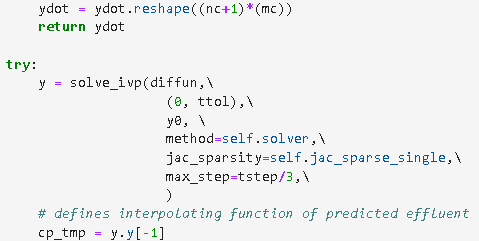 ydot = ydot.reshape((nc+1)*(mc))
return ydot
try:
y = solve_ivp(diffun,\
(0, ttol),\
y0, \
method=self.solver,\
jac_sparsity=self.jac_sparse_single,\
max_step=tstep/3,\
)
# defines interpolating function of predicted effluent
cp_tmp = y.y[-1]